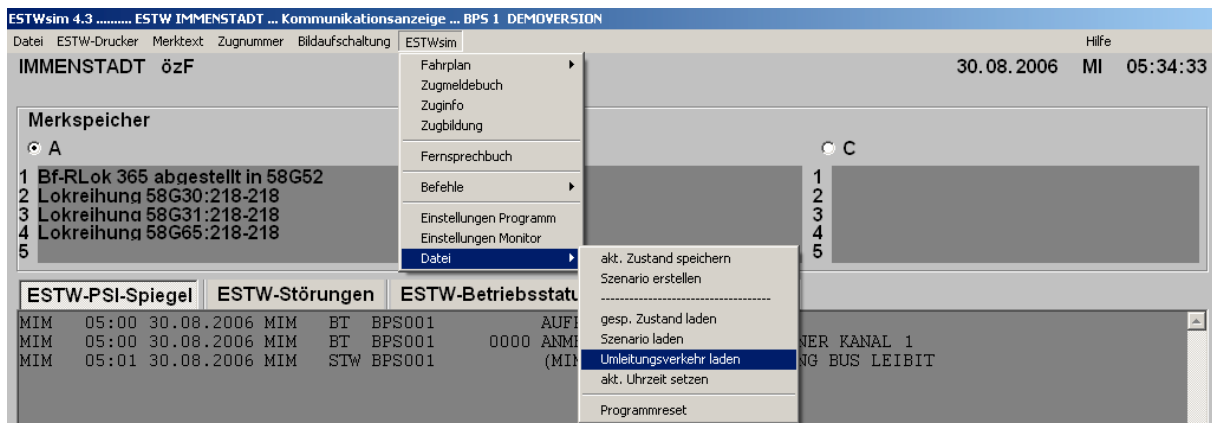 ESTWsim 4.3 .......... ESTW IMMENSTADT ... Kommunikationsanzeige ... BPS 1 DEMOVERSION
Datei ESTW-Drucker Merktext Zugnummer Bildaufschaltung ESTWsim Hilfe
IMMENSTADT özF 30.08.2006 MI 05:34:33
Fahrplan
Zugmeldebuch
Zuginfo
Zugbildung
Fernsprechbuch
Befehle
Einstellungen Programm
Einstellungen Monitor
Datei
akt. Zustand speichern
Szenario erstellen
------------------------------------
gesp. Zustand laden
Szenario laden
Umleitungsverkehr laden
akt. Uhrzeit setzen
Programmreset
Merkspeicher
A
1 Bf-RLok 365 abgestellt in 58G52
2 Lokreihung 58G30:218-218
3 Lokreihung 58G31:218-218
4 Lokreihung 58G65:218-218
5
C
1
2
3
4
5
ESTW-PSI-Spiegel ESTW-Störungen ESTW-Betriebsstatu
MIM 05:00 30.08.2006 MIM BT BPS001 AUF
MIM 05:00 30.08.2006 MIM BT BPS001 0000 ANM NER KANAL 1
MIM 05:01 30.08.2006 MIM STW BPS001 (MIN NG BUS LEIBIT